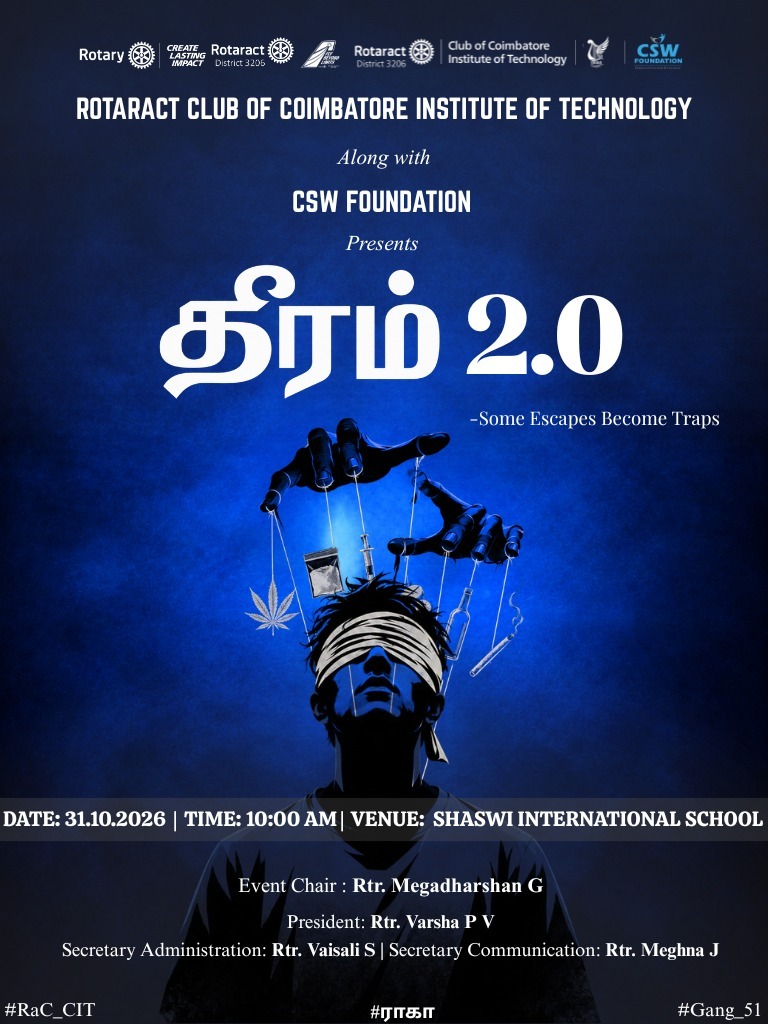 Rotary CREATE LASTING IMPACT Rotaract District 3206 Rotaract District 3206 Club of Coimbatore Institute of Technology CSW FOUNDATION
ROTARACT CLUB OF COIMBATORE INSTITUTE OF TECHNOLOGY
Along with
CSW FOUNDATION
Presents
தீரம் 2.0
-Some Escapes Become Traps
DATE: 31.10.2026 | TIME: 10:00 AM| VENUE: SHASWI INTERNATIONAL SCHOOL
Event Chair : Rtr. Megadharshan G
President: Rtr. Varsha P V
Secretary Administration: Rtr. Vaisali S | Secretary Communication: Rtr. Meghna J
#RaC_CIT #ராகா #Gang_51